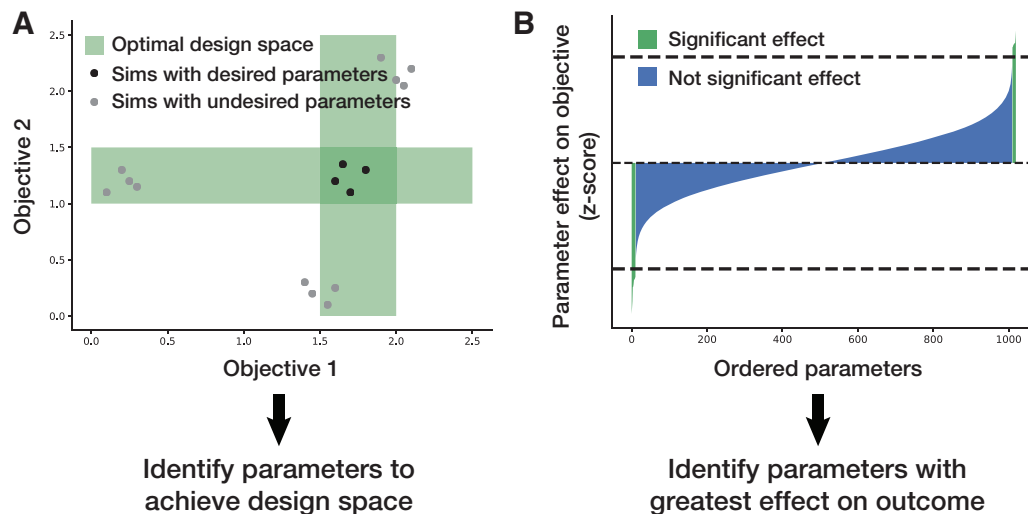 A
Optimal design space
Sims with desired parameters
Sims with undesired parameters
Objective 2
2.5
2.0
1.5
1.0
0.5
0.0
0.0 0.5 1.0 1.5 2.0 2.5
Objective 1
Identify parameters to
achieve design space
B
Significant effect
Not significant effect
Parameter effect on objective
(z-score)
0 200 400 600 800 1000
Ordered parameters
Identify parameters with
greatest effect on outcome